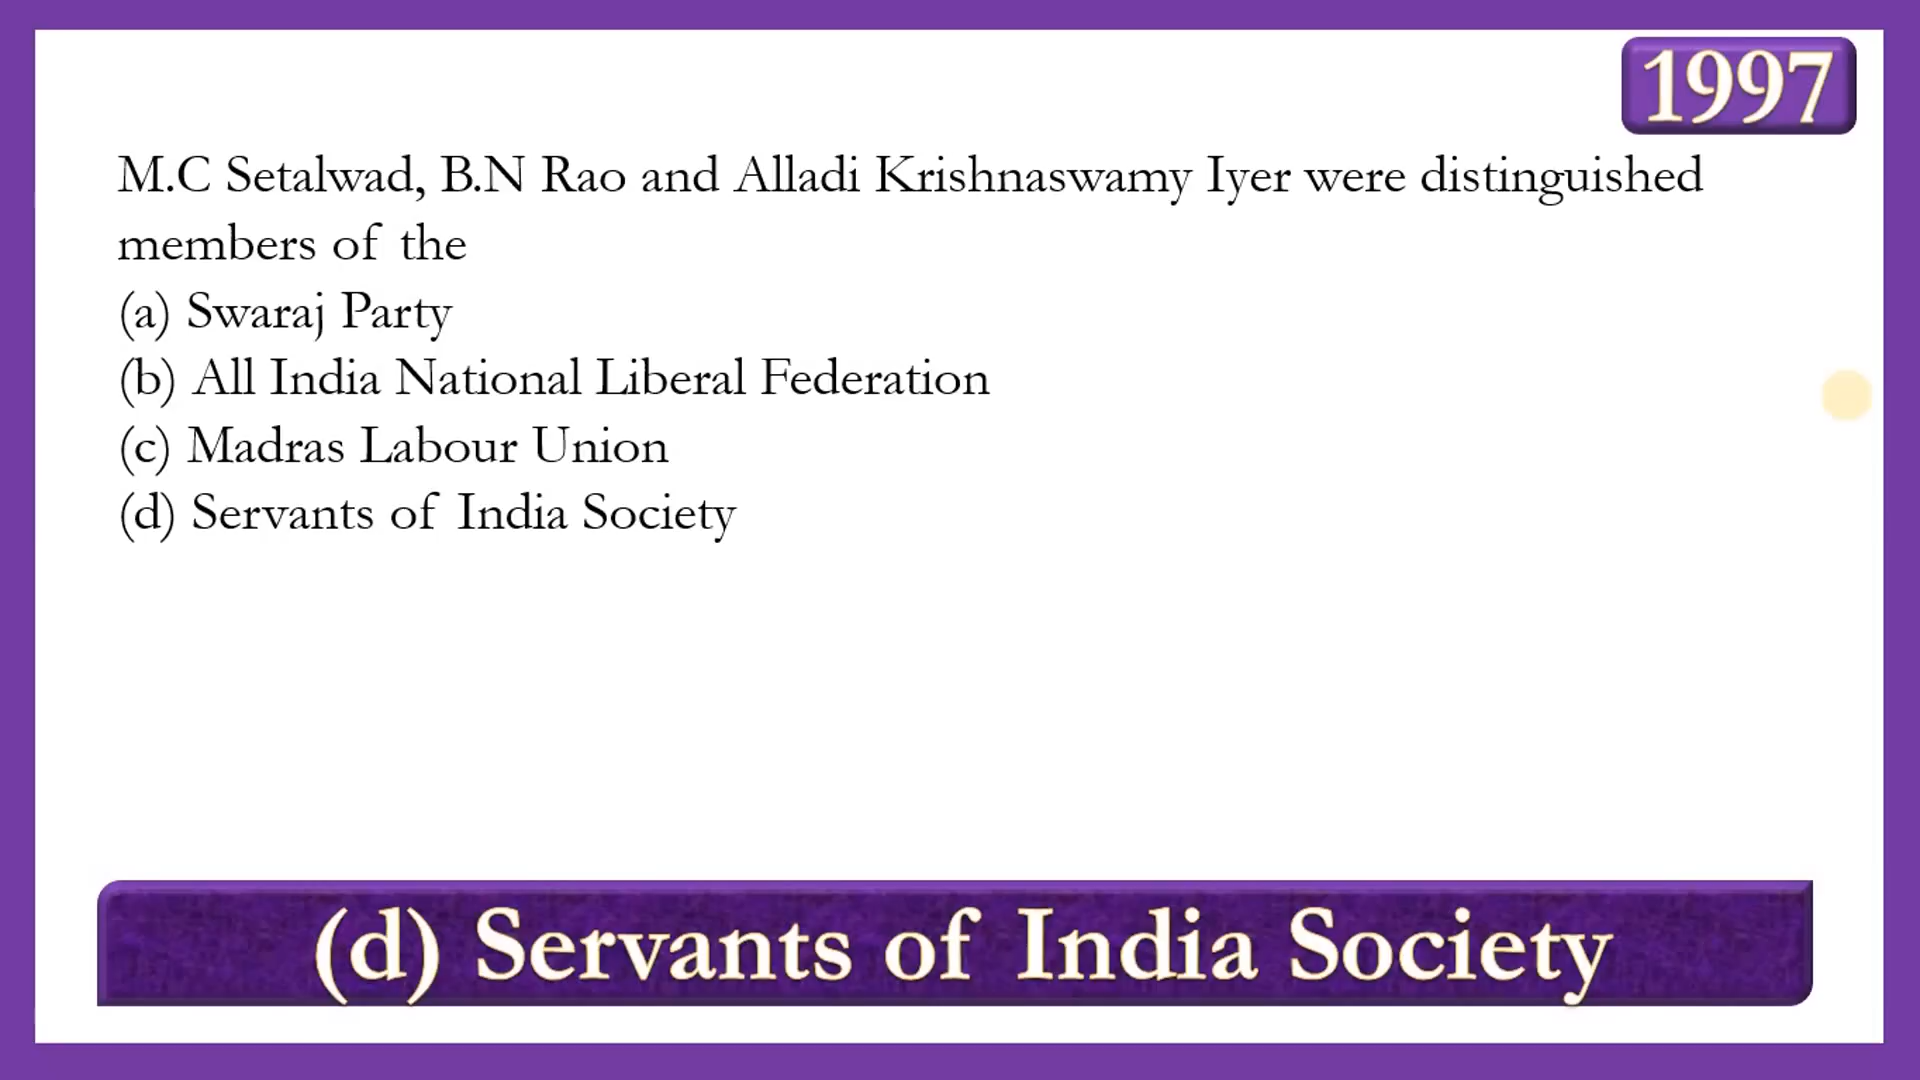 1997
M.C Setalwad, B.N Rao and Alladi Krishnaswamy Iyer were distinguished
members of the
(a) Swaraj Party
(b) All India National Liberal Federation
(c) Madras Labour Union
(d) Servants of India Society
(d) Servants of India Society